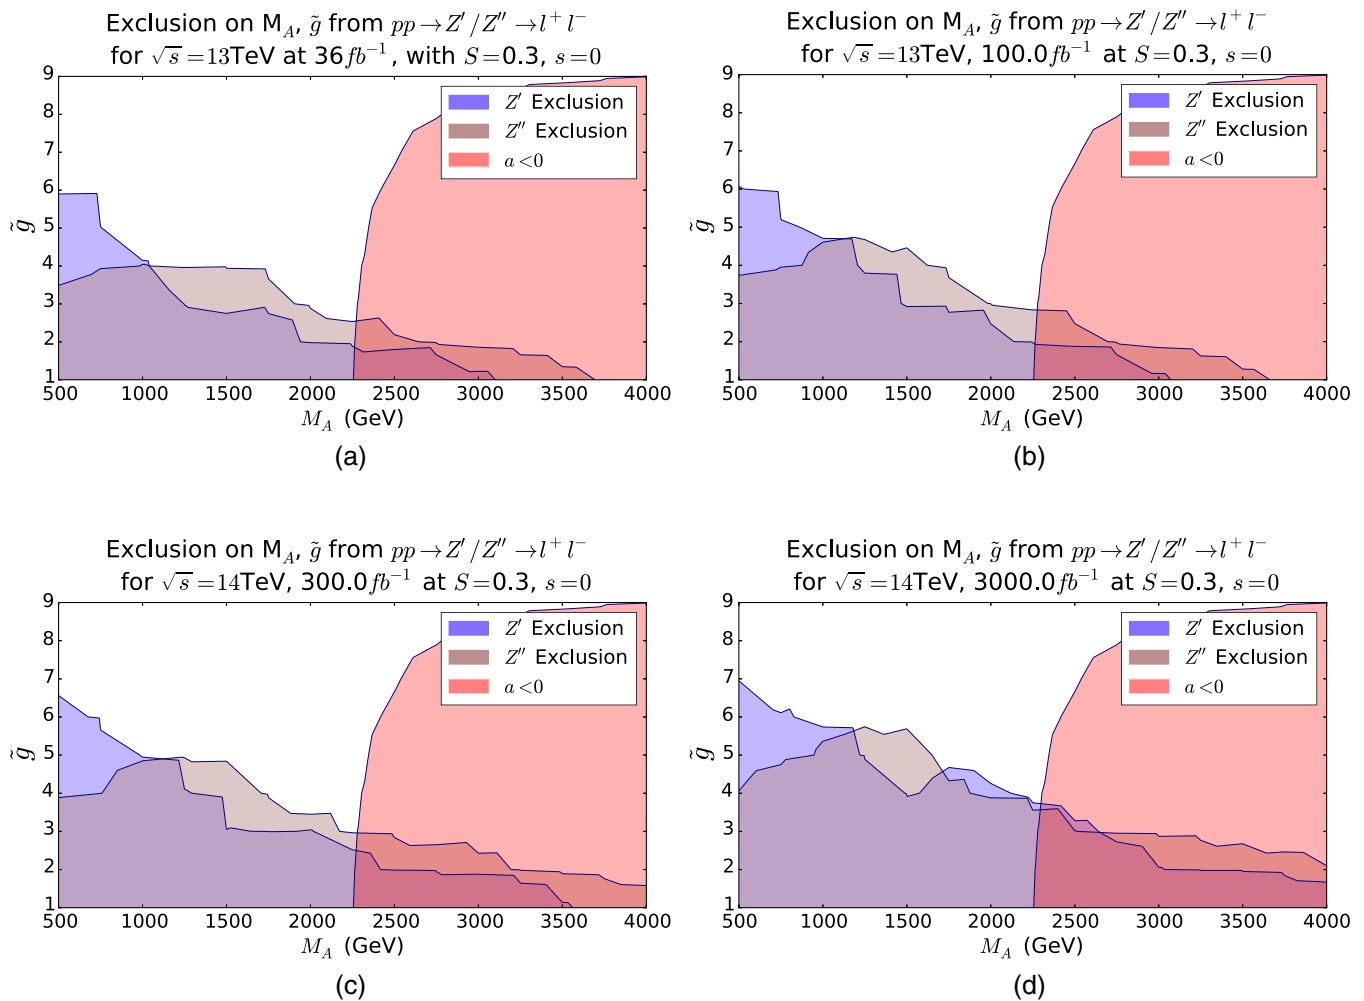 Exclusion on M_A, g̃ from pp→Z′/Z″→l⁺l⁻
for √s=13TeV at 36fb⁻¹, with S=0.3, s=0
9
8
7
6
5
4
3
2
1
g̃
Z′ Exclusion
Z″ Exclusion
a<0
500 1000 1500 2000 2500 3000 3500 4000
M_A (GeV)
(a)
Exclusion on M_A, g̃ from pp→Z′/Z″→l⁺l⁻
for √s=13TeV, 100.0fb⁻¹ at S=0.3, s=0
9
8
7
6
5
4
3
2
1
g̃
Z′ Exclusion
Z″ Exclusion
a<0
500 1000 1500 2000 2500 3000 3500 4000
M_A (GeV)
(b)
Exclusion on M_A, g̃ from pp→Z′/Z″→l⁺l⁻
for √s=14TeV, 300.0fb⁻¹ at S=0.3, s=0
9
8
7
6
5
4
3
2
1
g̃
Z′ Exclusion
Z″ Exclusion
a<0
500 1000 1500 2000 2500 3000 3500 4000
M_A (GeV)
(c)
Exclusion on M_A, g̃ from pp→Z′/Z″→l⁺l⁻
for √s=14TeV, 3000.0fb⁻¹ at S=0.3, s=0
9
8
7
6
5
4
3
2
1
g̃
Z′ Exclusion
Z″ Exclusion
a<0
500 1000 1500 2000 2500 3000 3500 4000
M_A (GeV)
(d)